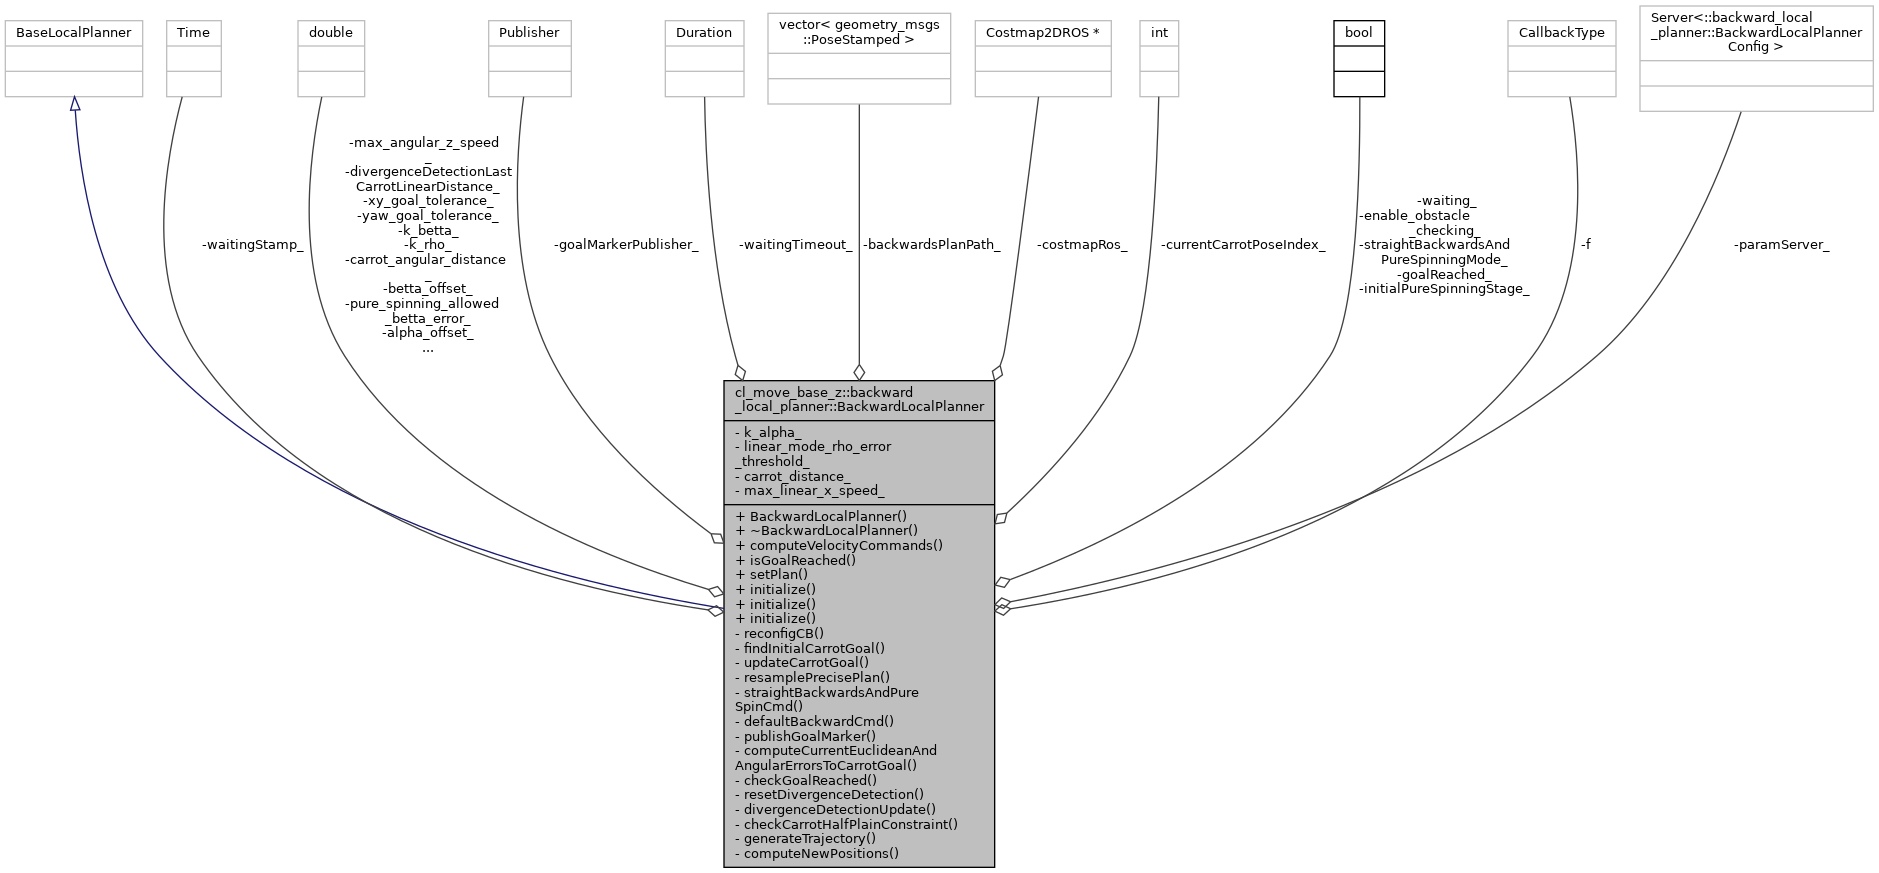 BaseLocalPlanner
Time
double
Publisher
Duration
vector< geometry_msgs
::PoseStamped >
Costmap2DROS *
int
bool
CallbackType
Server<::backward_local
_planner::BackwardLocalPlanner
Config >
-waitingStamp_
-max_angular_z_speed
_
-divergenceDetectionLast
CarrotLinearDistance_
-xy_goal_tolerance_
-yaw_goal_tolerance_
-k_betta_
-k_rho_
-carrot_angular_distance
_
-betta_offset_
-pure_spinning_allowed
_betta_error_
-alpha_offset_
...
-goalMarkerPublisher_
-waitingTimeout_
-backwardsPlanPath_
-costmapRos_
-currentCarrotPoseIndex_
-waiting_
-enable_obstacle
_checking_
-straightBackwardsAnd
PureSpinningMode_
-goalReached_
-initialPureSpinningStage_
-f
-paramServer_
cl_move_base_z::backward
_local_planner::BackwardLocalPlanner
- k_alpha_
- linear_mode_rho_error
_threshold_
- carrot_distance_
- max_linear_x_speed_
+ BackwardLocalPlanner()
+ ~BackwardLocalPlanner()
+ computeVelocityCommands()
+ isGoalReached()
+ setPlan()
+ initialize()
+ initialize()
+ initialize()
- reconfigCB()
- findInitialCarrotGoal()
- updateCarrotGoal()
- resamplePrecisePlan()
- straightBackwardsAndPure
SpinCmd()
- defaultBackwardCmd()
- publishGoalMarker()
- computeCurrentEuclideanAnd
AngularErrorsToCarrotGoal()
- checkGoalReached()
- resetDivergenceDetection()
- divergenceDetectionUpdate()
- checkCarrotHalfPlainConstraint()
- generateTrajectory()
- computeNewPositions()